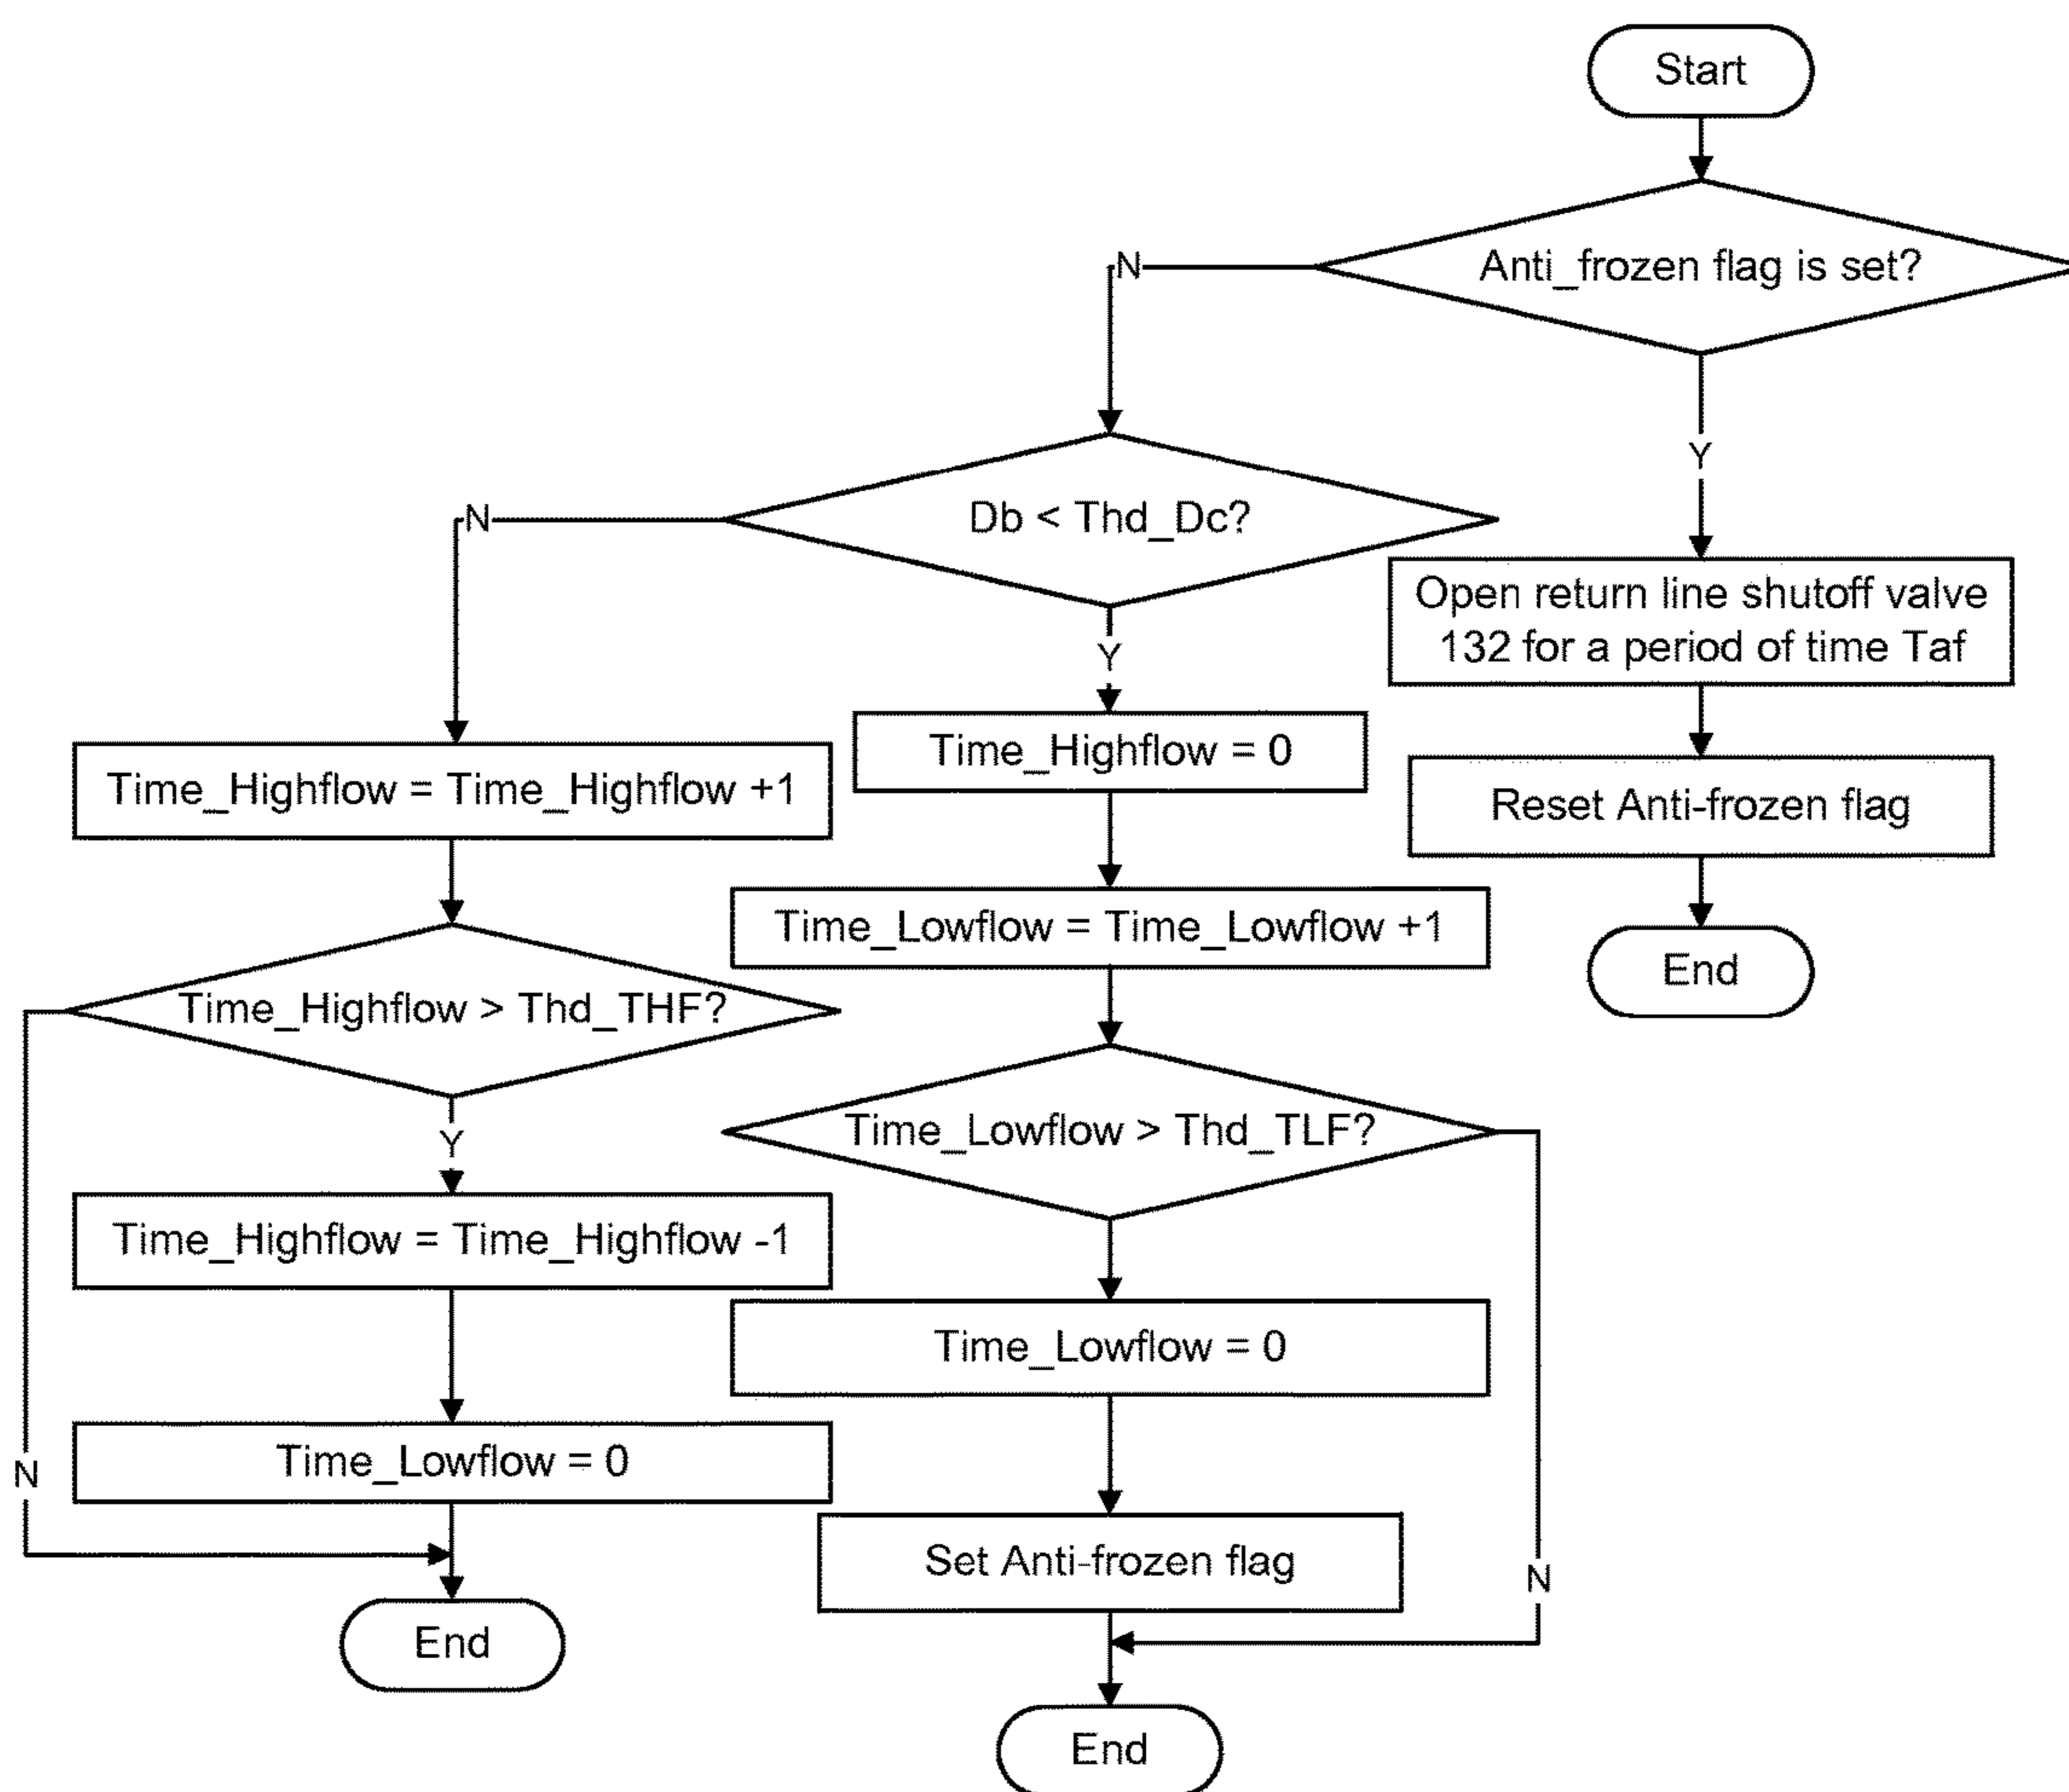 Start
Anti_frozen flag is set?
N
Y
Db < Thd_Dc?
N
Y
Open return line shutoff valve
132 for a period of time Taf
Time_Highflow = 0
Time_Highflow = Time_Highflow +1
Reset Anti-frozen flag
Time_Lowflow = Time_Lowflow +1
End
Time_Highflow > Thd_THF?
Time_Lowflow > Thd_TLF?
Y
Time_Highflow = Time_Highflow -1
Time_Lowflow = 0
Time_Lowflow = 0
N
Set Anti-frozen flag
N
End
End